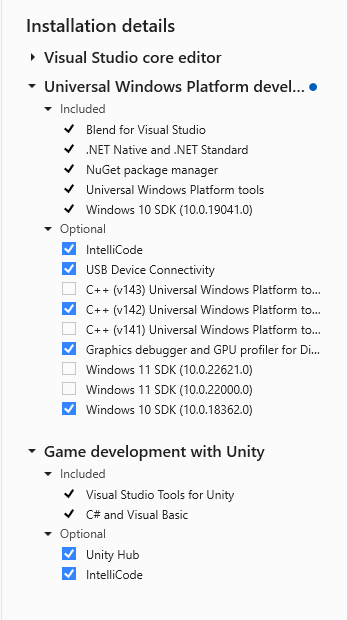 Installation details
Visual Studio core editor
Universal Windows Platform devel...
Included
Blend for Visual Studio
.NET Native and .NET Standard
NuGet package manager
Universal Windows Platform tools
Windows 10 SDK (10.0.19041.0)
Optional
IntelliCode
USB Device Connectivity
C++ (v143) Universal Windows Platform to...
C++ (v142) Universal Windows Platform to...
C++ (v141) Universal Windows Platform to...
Graphics debugger and GPU profiler for Di...
Windows 11 SDK (10.0.22621.0)
Windows 11 SDK (10.0.22000.0)
Windows 10 SDK (10.0.18362.0)
Game development with Unity
Included
Visual Studio Tools for Unity
C# and Visual Basic
Optional
Unity Hub
IntelliCode